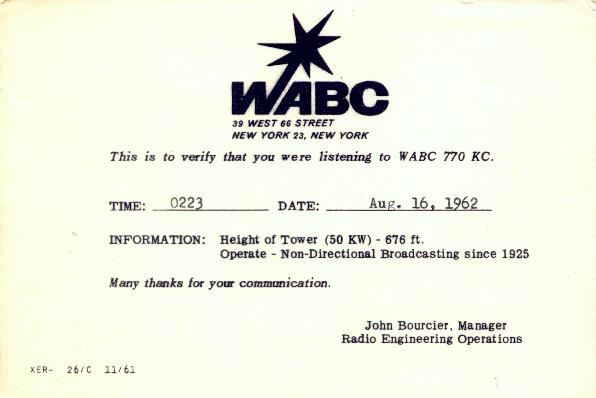 WABC
39 WEST 66 STREET
NEW YORK 23, NEW YORK
This is to verify that you were listening to WABC 770 KC.
TIME: 0223 DATE: Aug. 16, 1962
INFORMATION: Height of Tower (50 KW) - 676 ft.
Operate - Non-Directional Broadcasting since 1925
Many thanks for your communication.
John Bourcier, Manager
Radio Engineering Operations
XER- 26/C 11/61